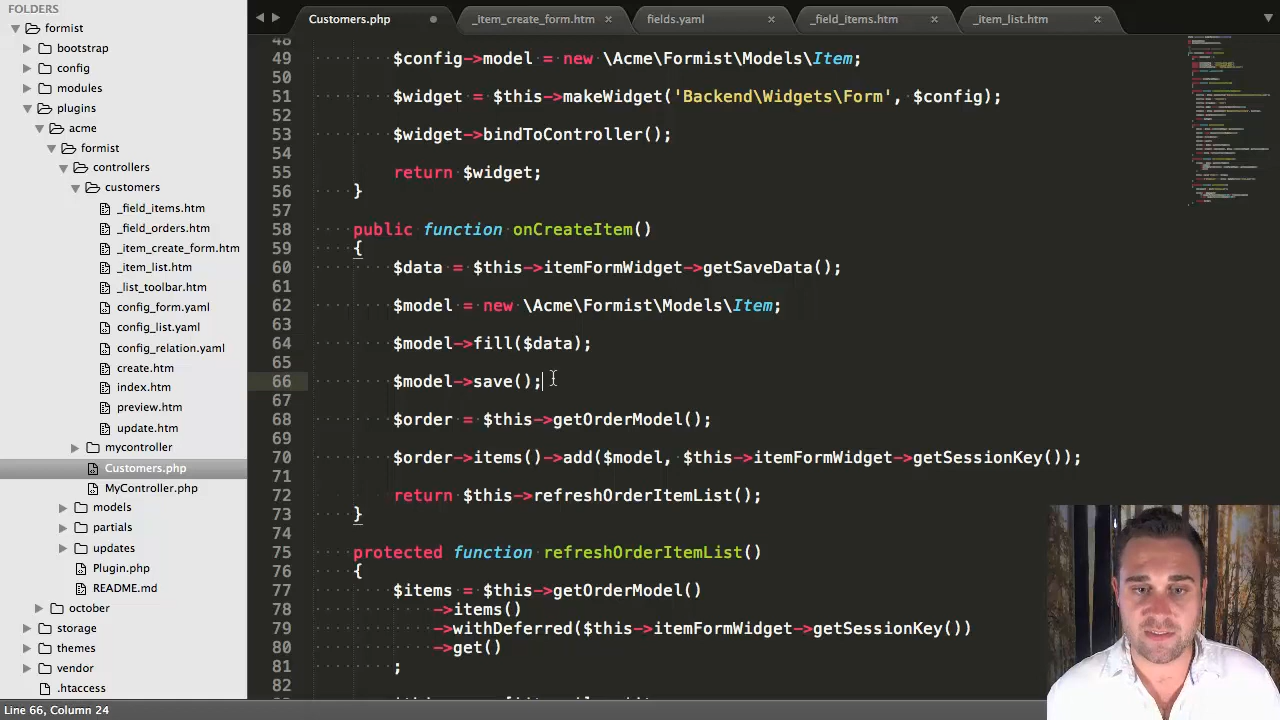 FOLDERS
formist
bootstrap
config
modules
plugins
acme
formist
controllers
customers
_field_items.htm
_field_orders.htm
_item_create_form.htm
_item_list.htm
_list_toolbar.htm
config_form.yaml
config_list.yaml
config_relation.yaml
create.htm
index.htm
preview.htm
update.htm
mycontroller
Customers.php
MyController.php
models
partials
updates
Plugin.php
README.md
october
storage
themes
vendor
.htaccess
Customers.php _item_create_form.htm × fields.yaml × _field_items.htm × _item_list.htm ×
48
49 $config->model = new \Acme\Formist\Models\Item;
50
51 $widget = $this->makeWidget('Backend\Widgets\Form', $config);
52
53 $widget->bindToController();
54
55 return $widget;
56 }
57
58 public function onCreateItem()
59 {
60 $data = $this->itemFormWidget->getSaveData();
61
62 $model = new \Acme\Formist\Models\Item;
63
64 $model->fill($data);
65
66 $model->save();
67
68 $order = $this->getOrderModel();
69
70 $order->items()->add($model, $this->itemFormWidget->getSessionKey());
71
72 return $this->refreshOrderItemList();
73 }
74
75 protected function refreshOrderItemList()
76 {
77 $items = $this->getOrderModel()
78 ->items()
79 ->withDeferred($this->itemFormWidget->getSessionKey())
80 ->get()
81 ;
82
Line 66, Column 24